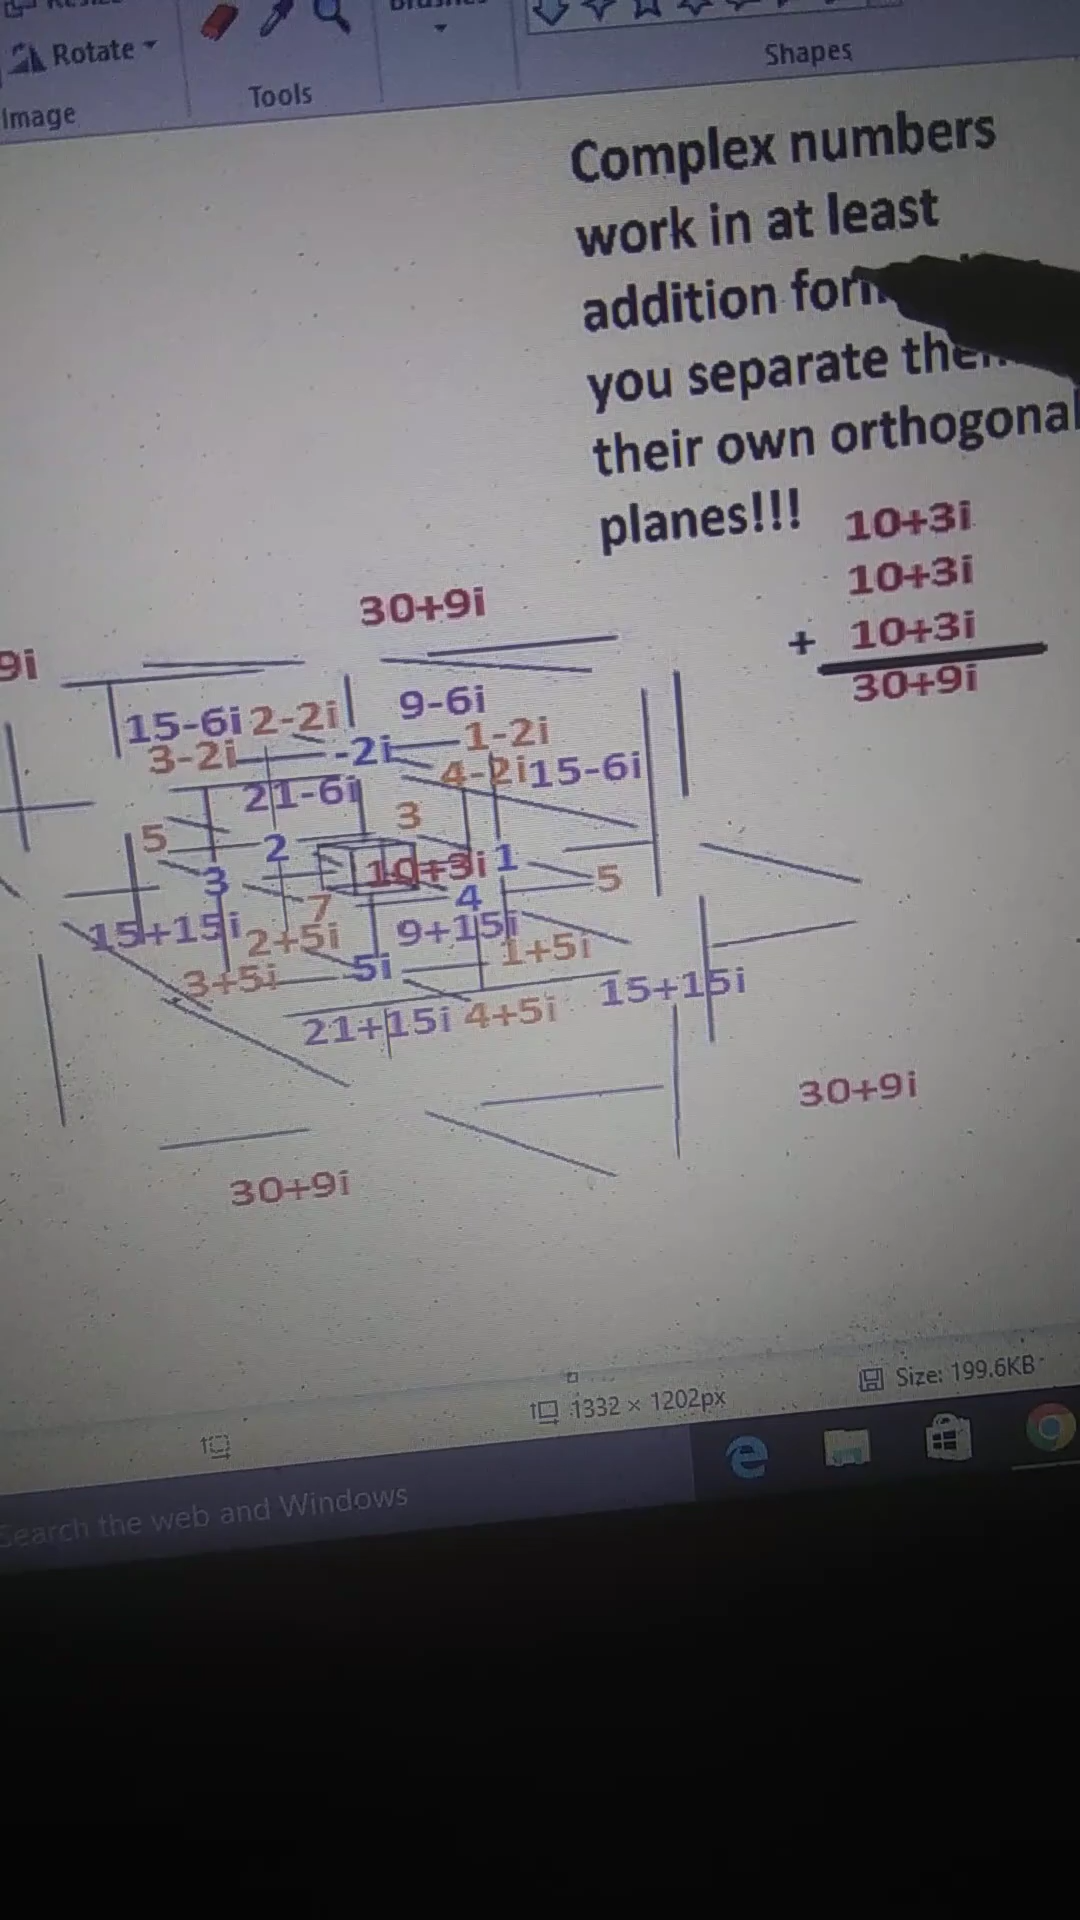 Rotate
Image
Tools
Shapes
Complex numbers
work in at least
addition form
you separate
their own orthogonal
planes!!!
10+3i
10+3i
+ 10+3i
30+9i
30+9i
9i
15-6i 2-2i 9-6i
3-2i -2i 1-2i
21-6i 4-2i 15-6i
5 3
2 10+3i 1
3 7 4 5
15+15i 2+5i 9+15i 1+5i
3+5i 5i 15+15i
21+15i 4+5i
30+9i
30+9i
1332 × 1202px Size: 199.6KB
Search the web and Windows